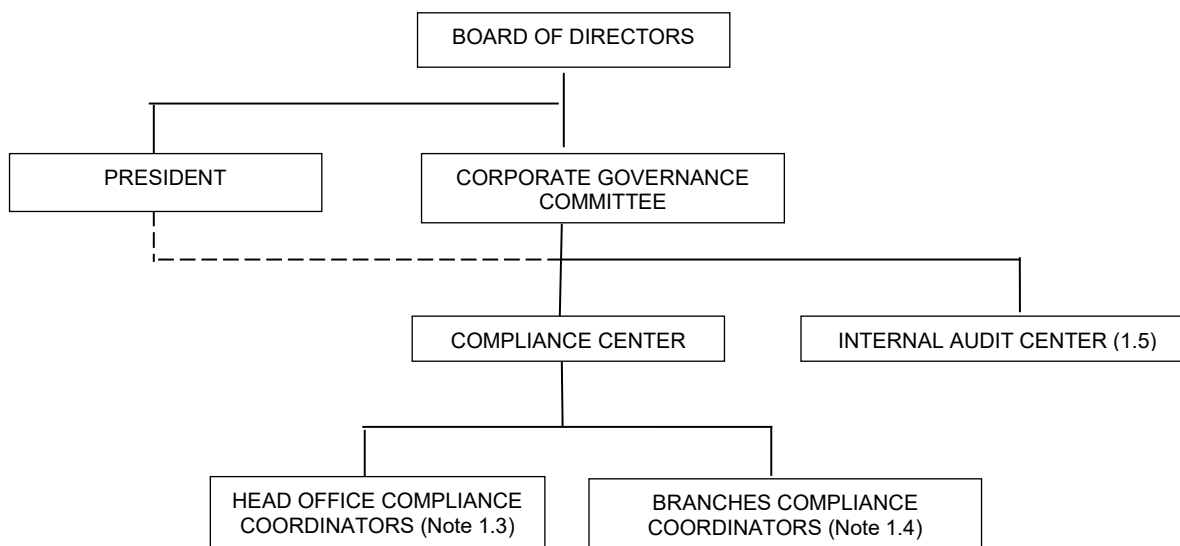 BOARD OF DIRECTORS
PRESIDENT
CORPORATE GOVERNANCE
COMMITTEE
COMPLIANCE CENTER
INTERNAL AUDIT CENTER (1.5)
HEAD OFFICE COMPLIANCE
COORDINATORS (Note 1.3)
BRANCHES COMPLIANCE
COORDINATORS (Note 1.4)